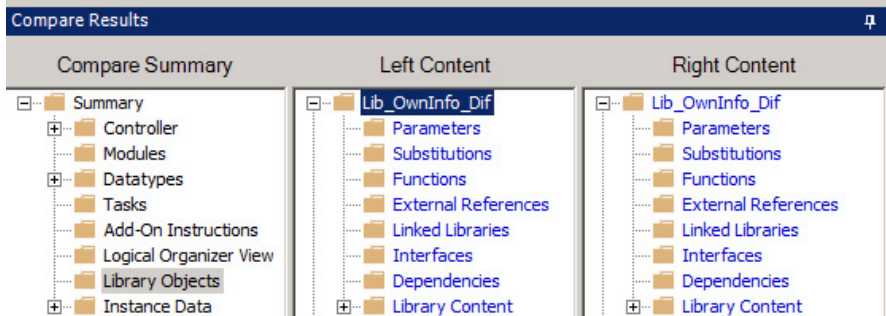 Compare Results
Compare Summary
Left Content
Right Content
Summary
Controller
Modules
Datatypes
Tasks
Add-On Instructions
Logical Organizer View
Library Objects
Instance Data
Lib_OwnInfo_Dif
Parameters
Substitutions
Functions
External References
Linked Libraries
Interfaces
Dependencies
Library Content
Lib_OwnInfo_Dif
Parameters
Substitutions
Functions
External References
Linked Libraries
Interfaces
Dependencies
Library Content